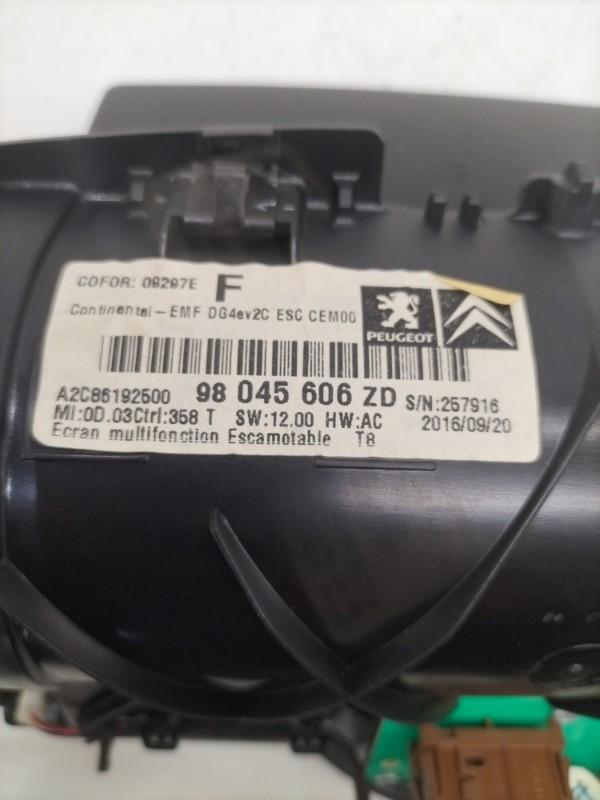 COFOR: 09297E F
Continental - EMF DG4ev2C ESC CEM00
PEUGEOT
A2C86192500 98 045 606 ZD S/N:257916
MI:0D.03Ctrl:358 T SW:12.00 HW:AC 2016/09/20
Ecran multifonction Escamotable T8